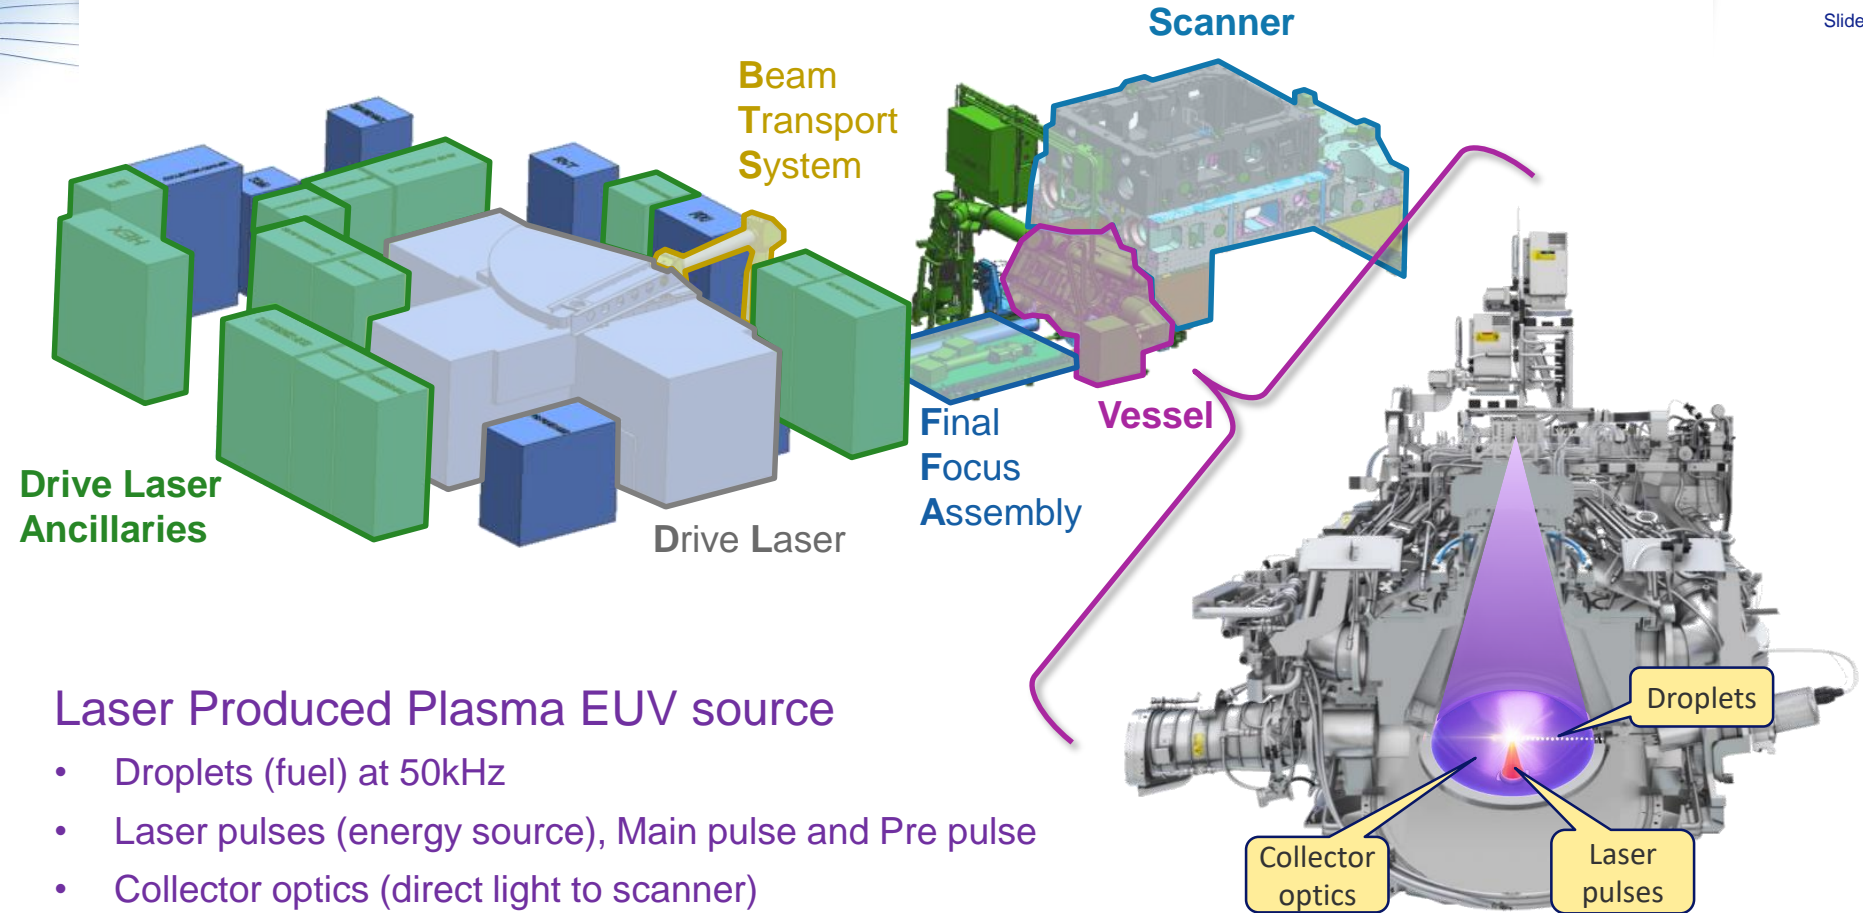 Slide
Scanner
Beam
Transport
System
HEX
Drive Laser
Ancillaries
Drive Laser
Final
Focus
Assembly
Vessel
Droplets
Collector
optics
Laser
pulses
Laser Produced Plasma EUV source
• Droplets (fuel) at 50kHz
• Laser pulses (energy source), Main pulse and Pre pulse
• Collector optics (direct light to scanner)